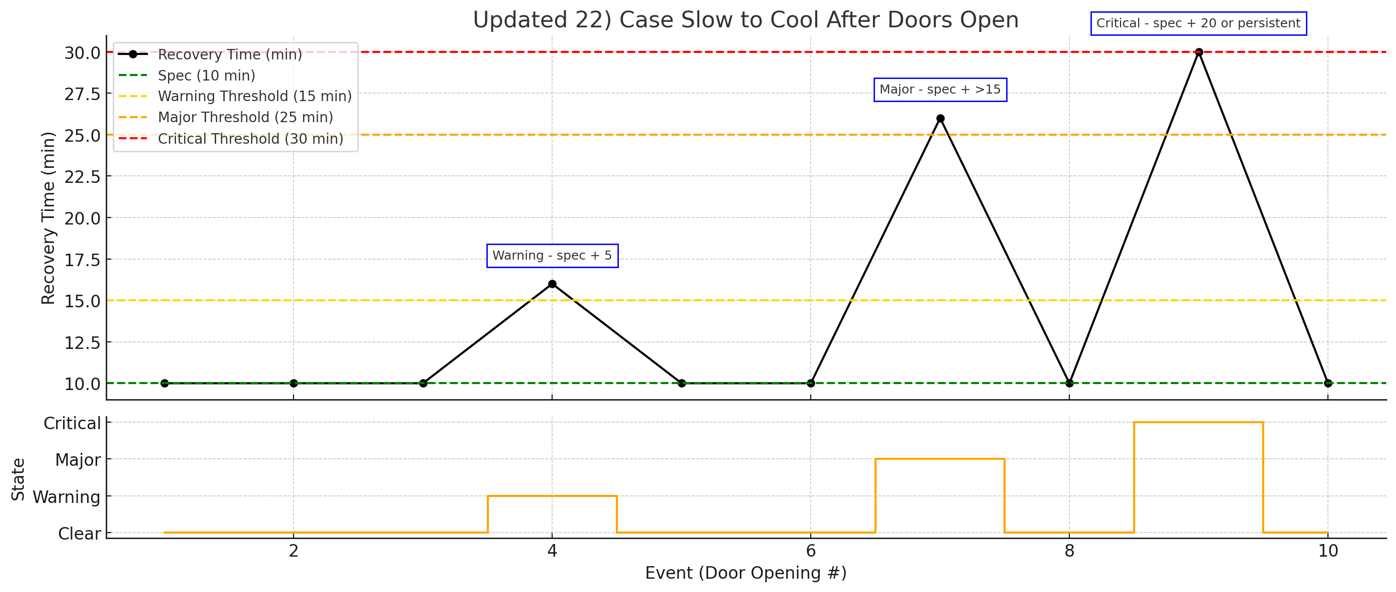 Updated 22) Case Slow to Cool After Doors Open
Critical - spec + 20 or persistent
Major - spec + >15
Warning - spec + 5
Recovery Time (min)
Spec (10 min)
Warning Threshold (15 min)
Major Threshold (25 min)
Critical Threshold (30 min)
Recovery Time (min)
30.0
27.5
25.0
22.5
20.0
17.5
15.0
12.5
10.0
State
Critical
Major
Warning
Clear
2 4 6 8 10
Event (Door Opening #)